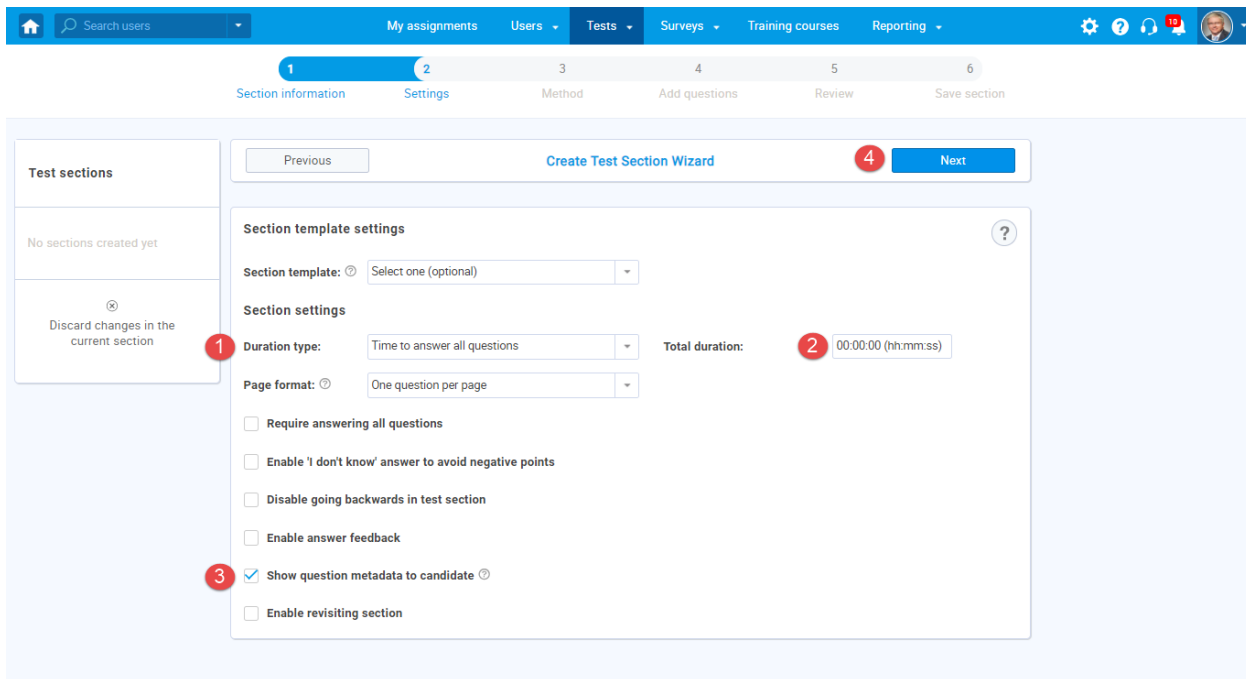 Search users
My assignments
Users
Tests
Surveys
Training courses
Reporting
10
1
2
3
4
5
6
Section information
Settings
Method
Add questions
Review
Save section
Test sections
No sections created yet
Discard changes in the
current section
Previous
Create Test Section Wizard
4
Next
Section template settings
?
Section template: ?
Select one (optional)
Section settings
1
Duration type:
Time to answer all questions
Total duration:
2
00:00:00 (hh:mm:ss)
Page format: ?
One question per page
Require answering all questions
Enable 'I don't know' answer to avoid negative points
Disable going backwards in test section
Enable answer feedback
3
Show question metadata to candidate ?
Enable revisiting section